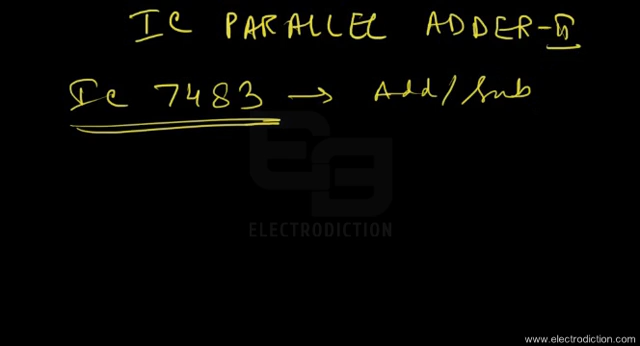 IC PARALLEL ADDER-II
IC 7483 → Add/Sub
ELECTRODICTION
www.electrodiction.com